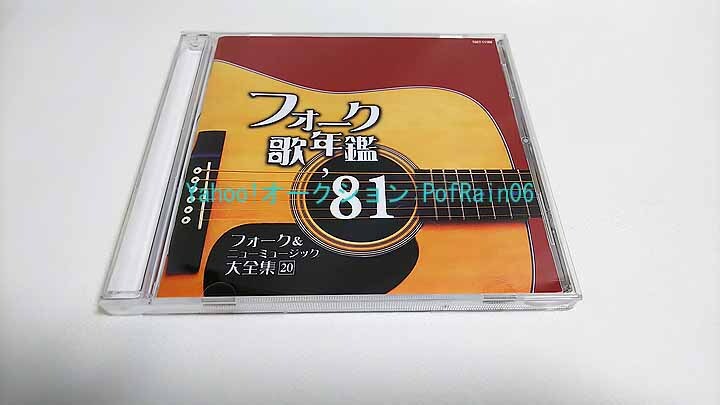 フォーク
歌年鑑
'81
Yahoo!オークション PofRain06
フォーク&
ニューミュージック
大全集20